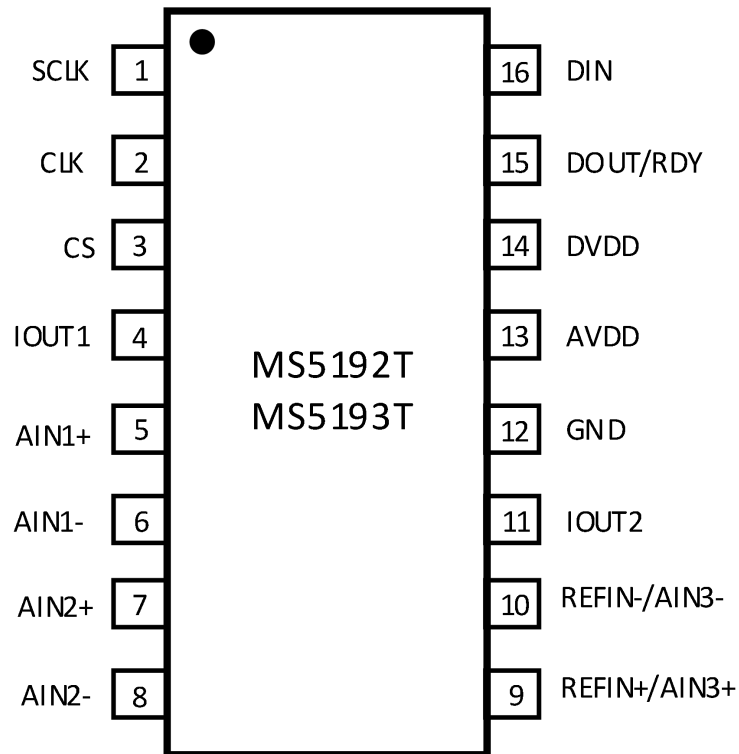 SCLK 1 16 DIN
CLK 2 15 DOUT/RDY
CS 3 14 DVDD
IOUT1 4 13 AVDD
MS5192T
MS5193T
AIN1+ 5 12 GND
AIN1- 6 11 IOUT2
AIN2+ 7 10 REFIN-/AIN3-
AIN2- 8 9 REFIN+/AIN3+